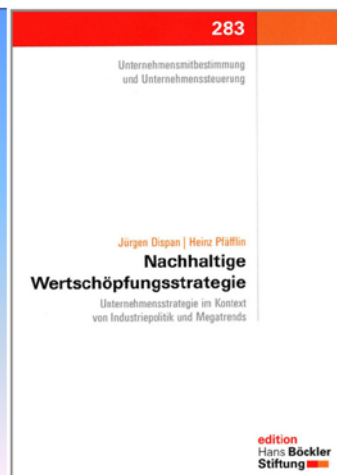 283
Unternehmensmitbestimmung
und Unternehmenssteuerung
Jürgen Dispan | Heinz Pfäfflin
Nachhaltige
Wertschöpfungsstrategie
Unternehmensstrategie im Kontext
von Industriepolitik und Megatrends
edition
Hans Böckler
Stiftung